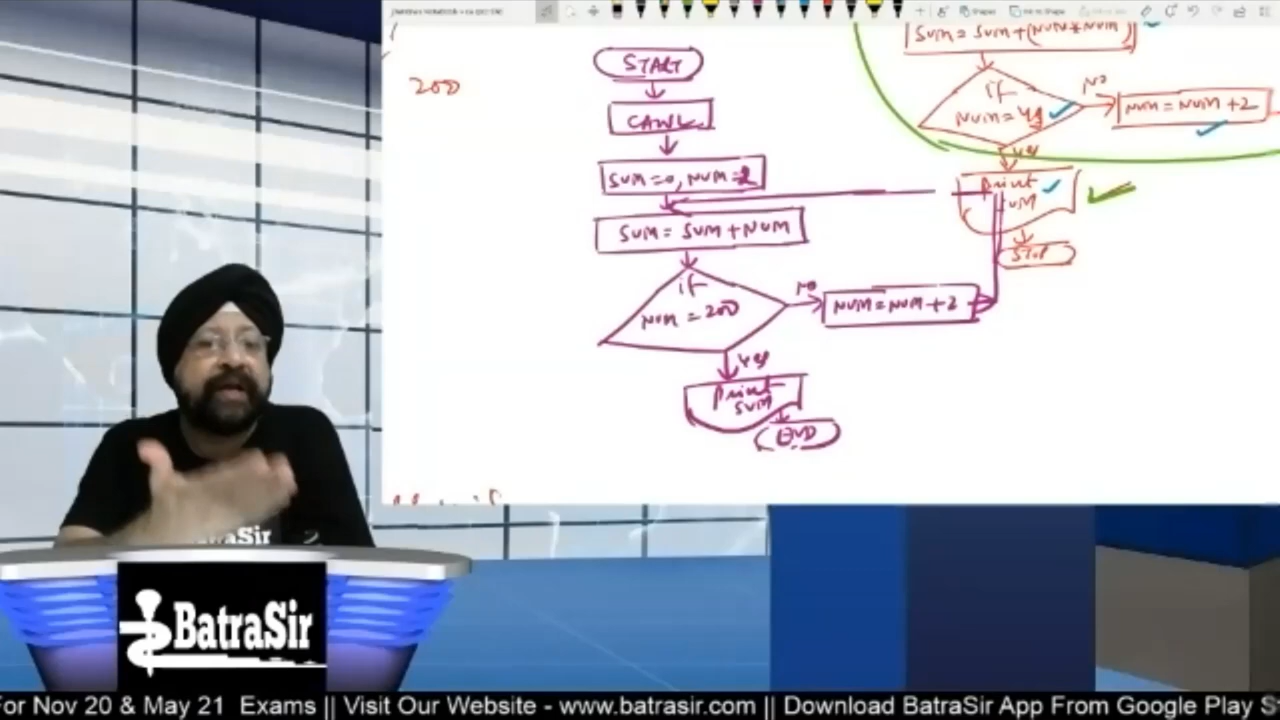 200
START
CAWL
SUM = 0, NUM = 2
SUM = SUM + NUM
if
NUM = 200
NO
NUM = NUM + 2
Yes
Print
SUM
END
SUM = SUM + (NUM * NUM)
if
NUM = 49
NO
NUM = NUM + 2
Yes
print
SUM
STOP
BatraSir
BatraSir
For Nov 20 & May 21 Exams || Visit Our Website - www.batrasir.com || Download BatraSir App From Google Play S